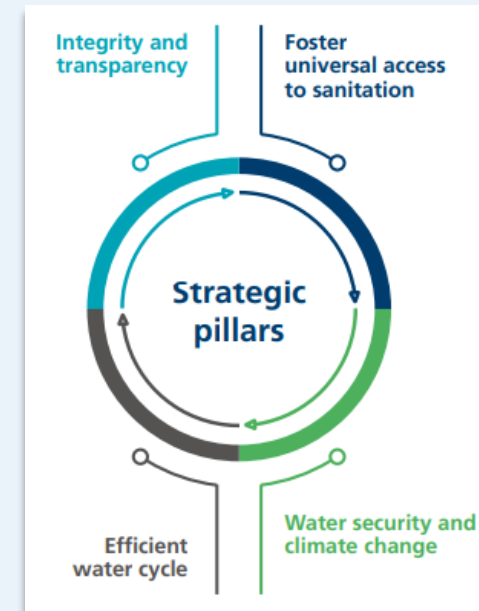 Integrity and
transparency
Foster
universal access
to sanitation
Strategic
pillars
Efficient
water cycle
Water security and
climate change